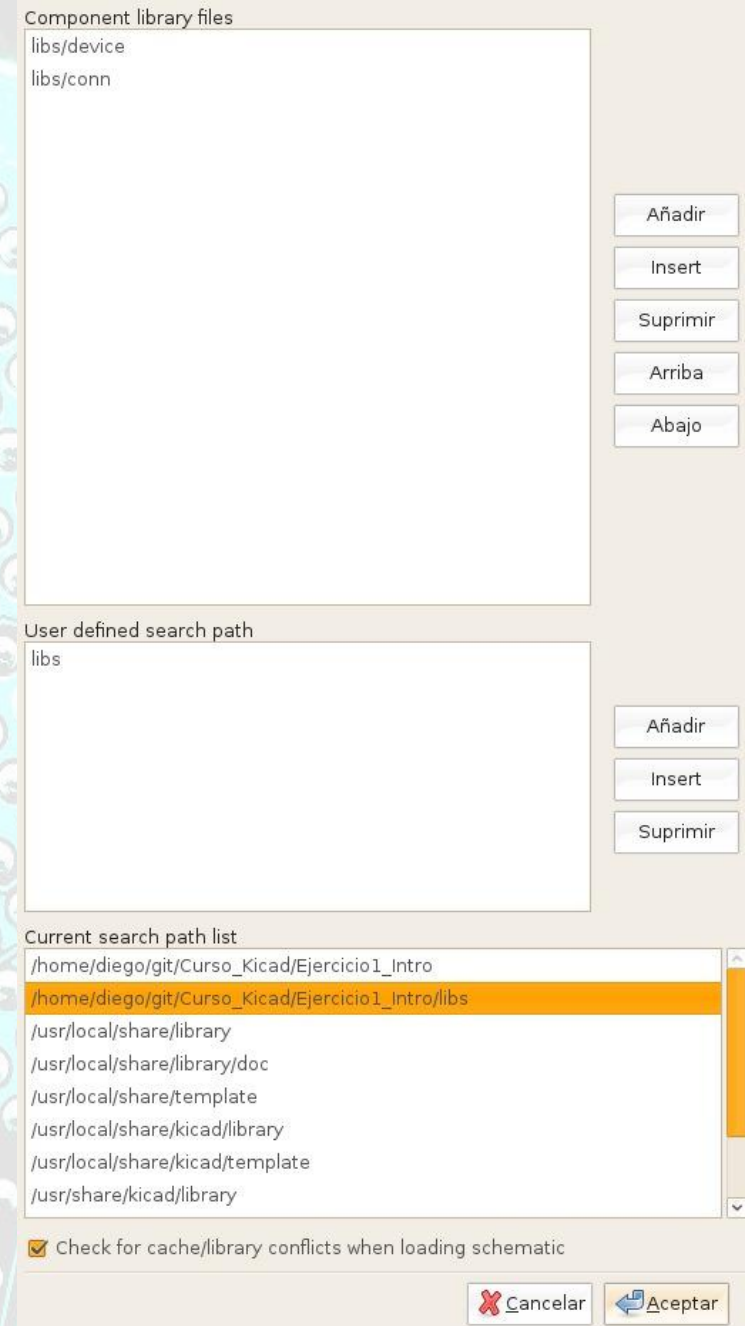 Component library files
libs/device
libs/conn
Añadir
Insert
Suprimir
Arriba
Abajo
User defined search path
libs
Añadir
Insert
Suprimir
Current search path list
/home/diego/git/Curso_Kicad/Ejercicio1_Intro
/home/diego/git/Curso_Kicad/Ejercicio1_Intro/libs
/usr/local/share/library
/usr/local/share/library/doc
/usr/local/share/template
/usr/local/share/kicad/library
/usr/local/share/kicad/template
/usr/share/kicad/library
Check for cache/library conflicts when loading schematic
Cancelar
Aceptar